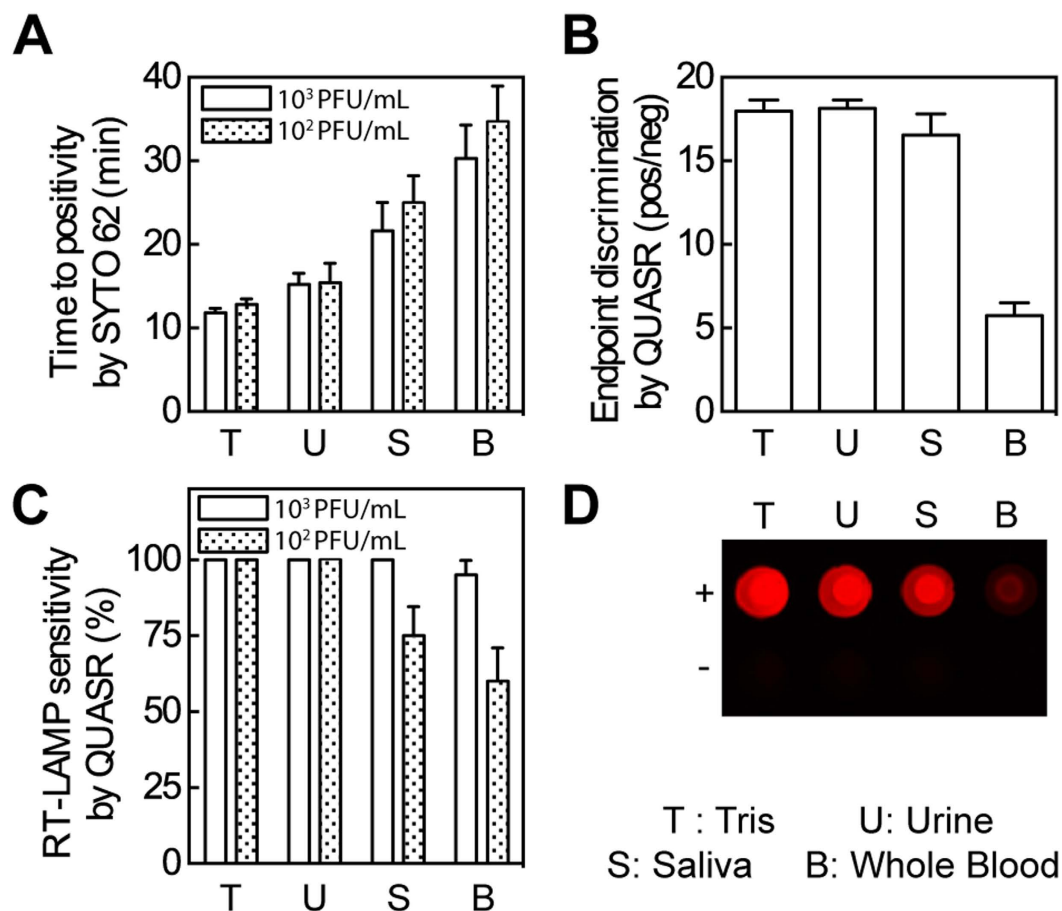 A
Time to positivity
by SYTO 62 (min)
40
30
20
10
0
10³ PFU/mL
10² PFU/mL
T U S B
B
Endpoint discrimination
by QUASR (pos/neg)
20
15
10
5
0
T U S B
C
RT-LAMP sensitivity
by QUASR (%)
100
75
50
25
0
10³ PFU/mL
10² PFU/mL
T U S B
D
T U S B
+
-
T : Tris U: Urine
S: Saliva B: Whole Blood